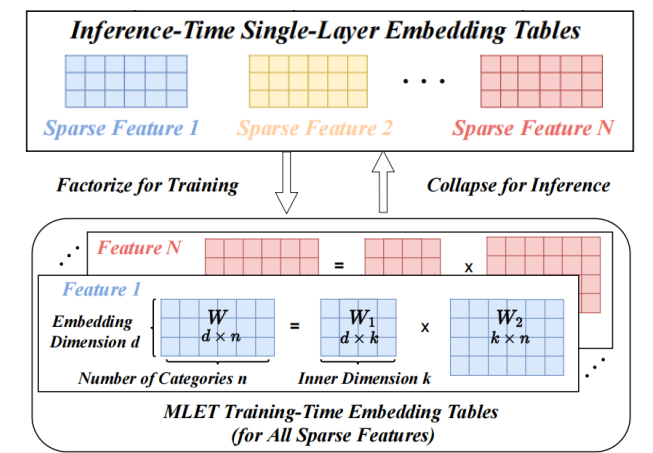 Inference-Time Single-Layer Embedding Tables
. . .
Sparse Feature 1
Sparse Feature 2
Sparse Feature N
Factorize for Training
Collapse for Inference
Feature N
=
x
Feature 1
Embedding
Dimension d
W
d × n
=
W₁
d × k
x
W₂
k × n
Number of Categories n
Inner Dimension k
MLET Training-Time Embedding Tables
(for All Sparse Features)